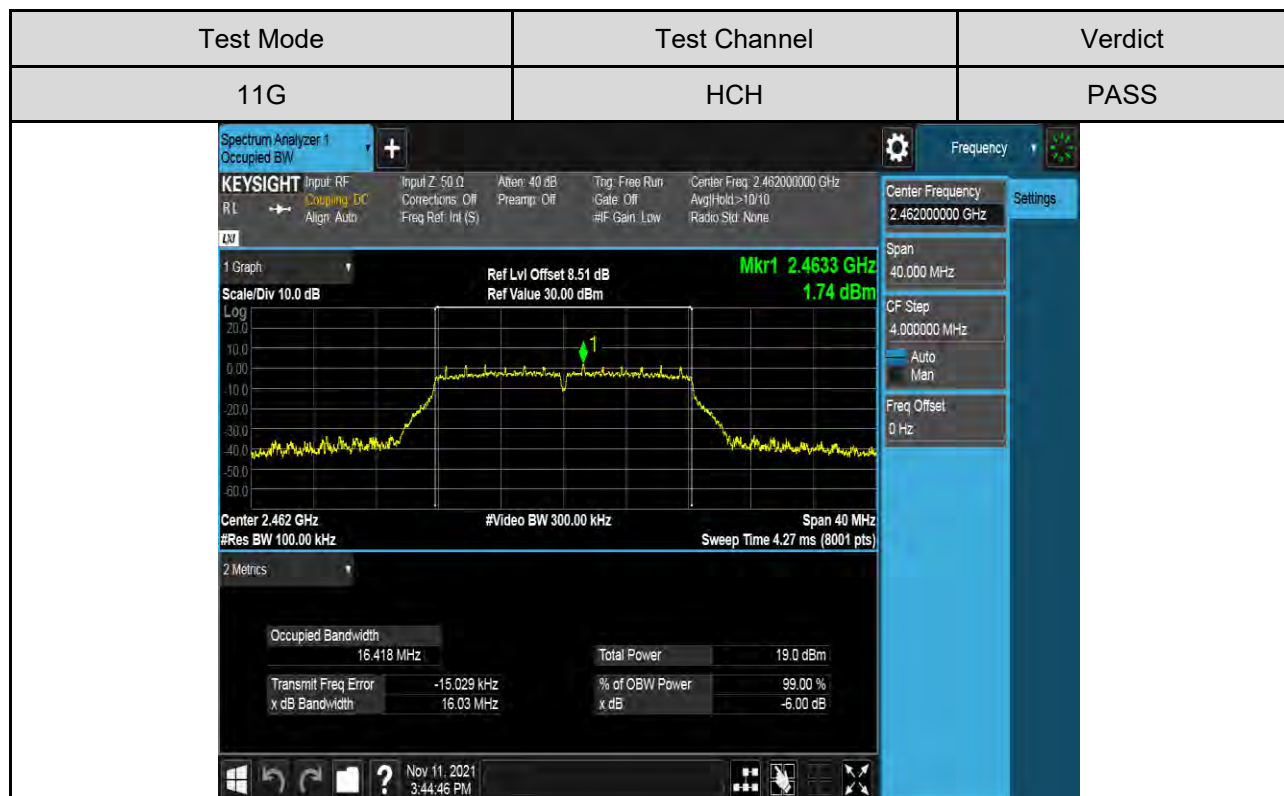 Test Mode Test Channel Verdict
11G HCH PASS
Spectrum Analyzer 1
Occupied BW
Frequency
KEYSIGHT Input: RF Input Z: 50 Ω Atten: 40 dB Trig: Free Run Center Freq: 2.462000000 GHz
RL Coupling: DC Corrections: Off Preamp: Off Gate: Off Avg|Hold:>10/10
Align: Auto Freq Ref: Int (S) #IF Gain: Low Radio Std: None
LXI
Center Frequency
2.462000000 GHz
Settings
Span
40.000 MHz
CF Step
4.000000 MHz
Auto
Man
Freq Offset
0 Hz
1 Graph
Ref Lvl Offset 8.51 dB
Mkr1 2.4633 GHz
Scale/Div 10.0 dB
Ref Value 30.00 dBm
1.74 dBm
Log
20.0
10.0
1
0.00
-10.0
-20.0
-30.0
-40.0
-50.0
-60.0
Center 2.462 GHz #Video BW 300.00 kHz Span 40 MHz
#Res BW 100.00 kHz Sweep Time 4.27 ms (8001 pts)
2 Metrics
Occupied Bandwidth
16.418 MHz Total Power 19.0 dBm
Transmit Freq Error -15.029 kHz % of OBW Power 99.00 %
x dB Bandwidth 16.03 MHz x dB -6.00 dB
?
Nov 11, 2021
3:44:46 PM